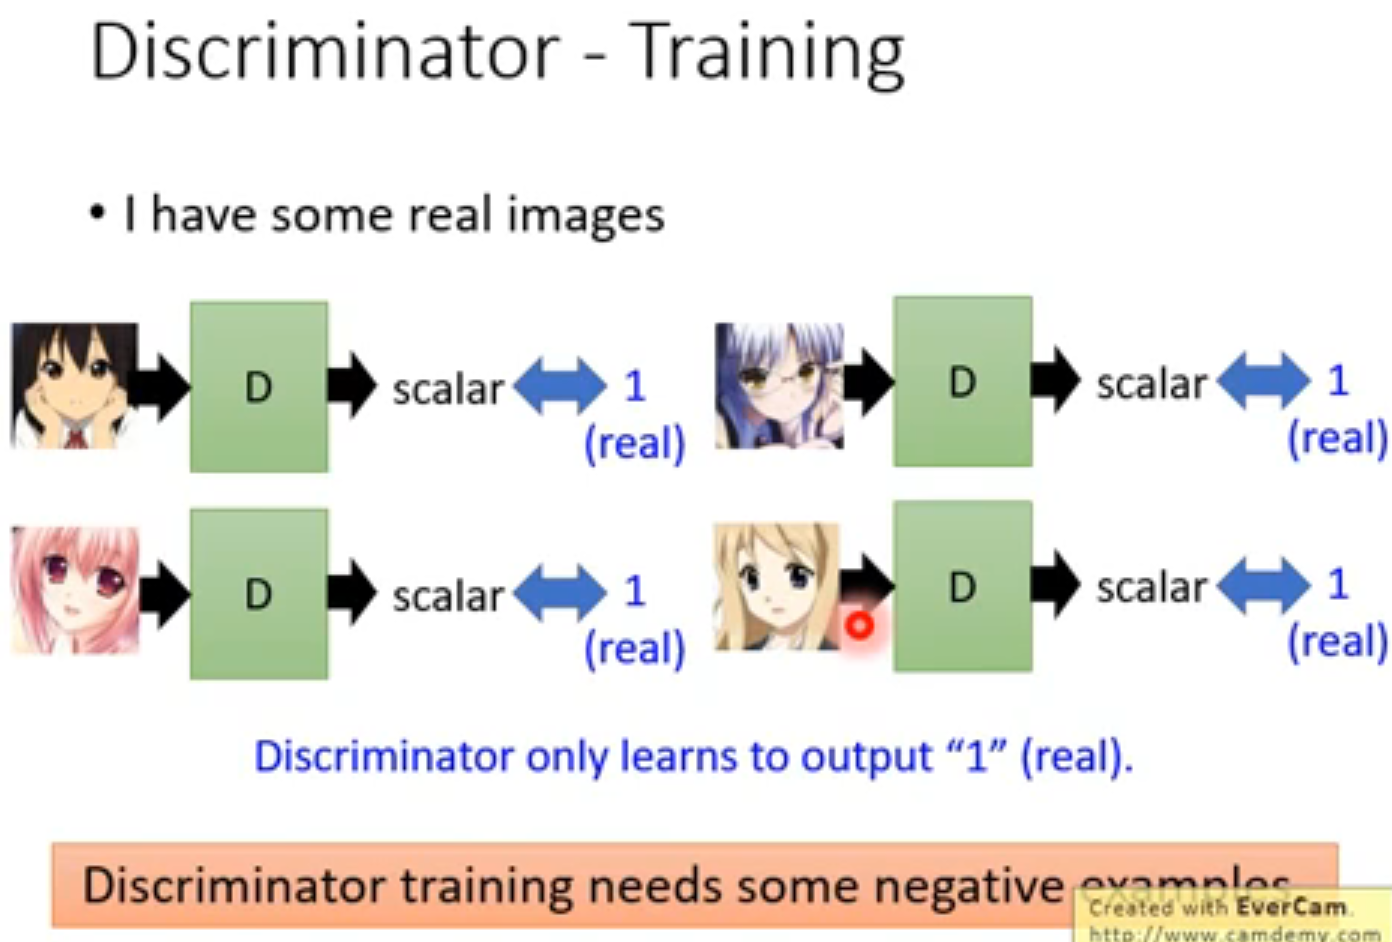 Discriminator - Training
• I have some real images
D scalar 1 (real) D scalar 1 (real)
D scalar 1 (real) D scalar 1 (real)
Discriminator only learns to output “1” (real).
Discriminator training needs some negative examples
Created with EverCam.
http://www.camdemy.com